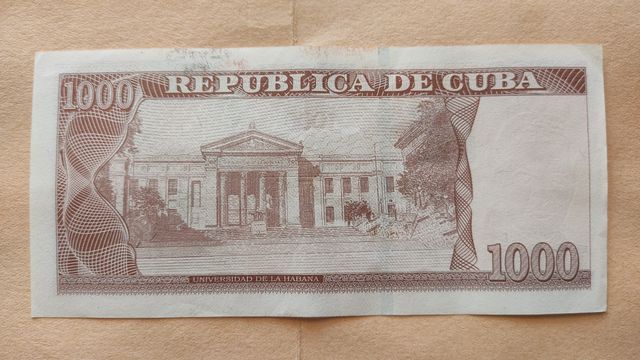 REPUBLICA DE CUBA
1000
UNIVERSIDAD DE LA HABANA
1000